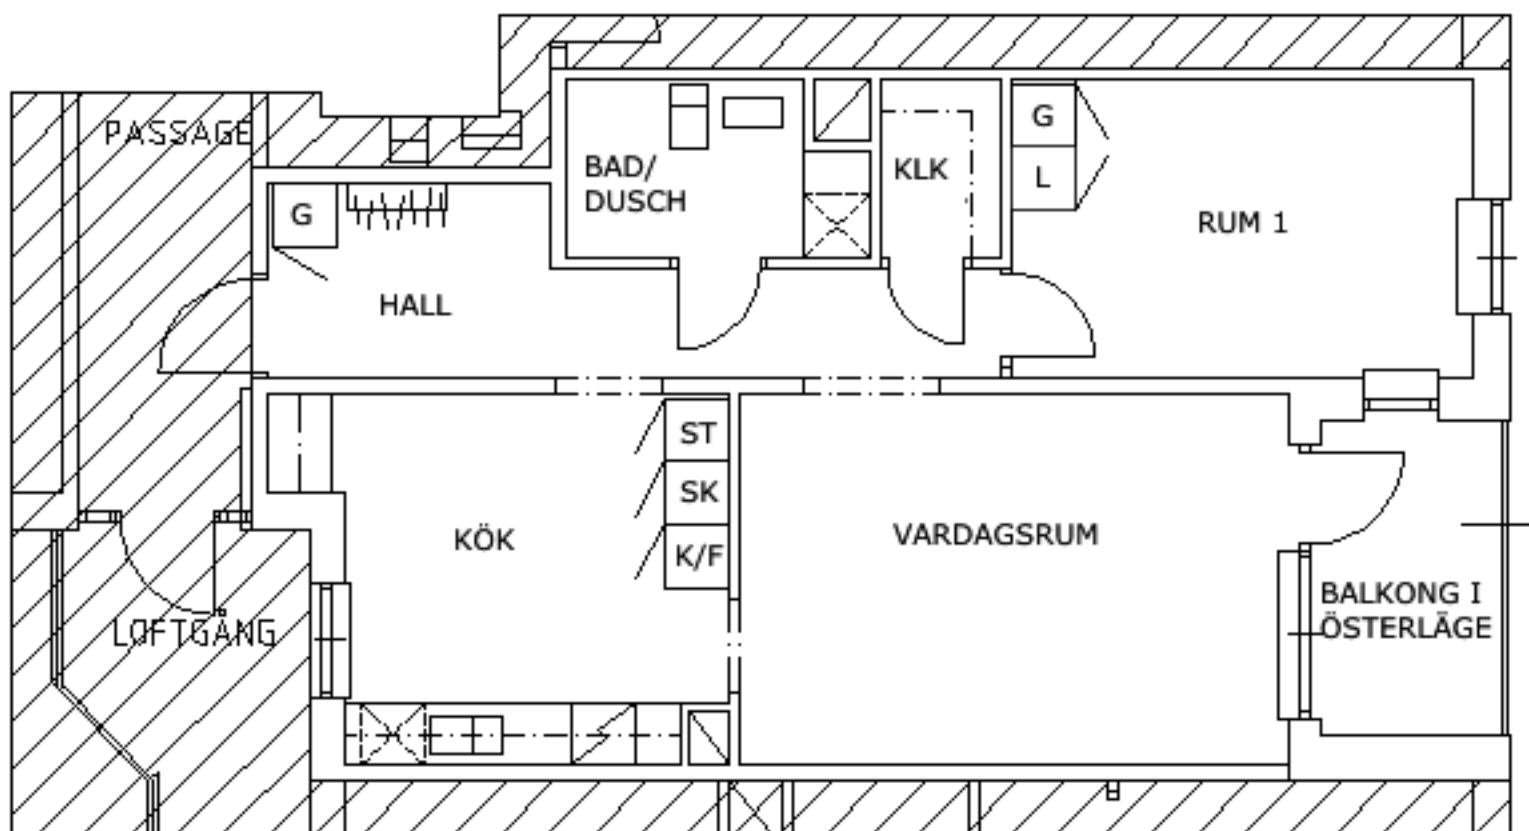 PASSAGE
G
HALL
BAD/
DUSCH
KLK
G
L
RUM 1
KÖK
ST
SK
K/F
VARDAGSRUM
BALKONG I
ÖSTERLÄGE
LOFTGÅNG